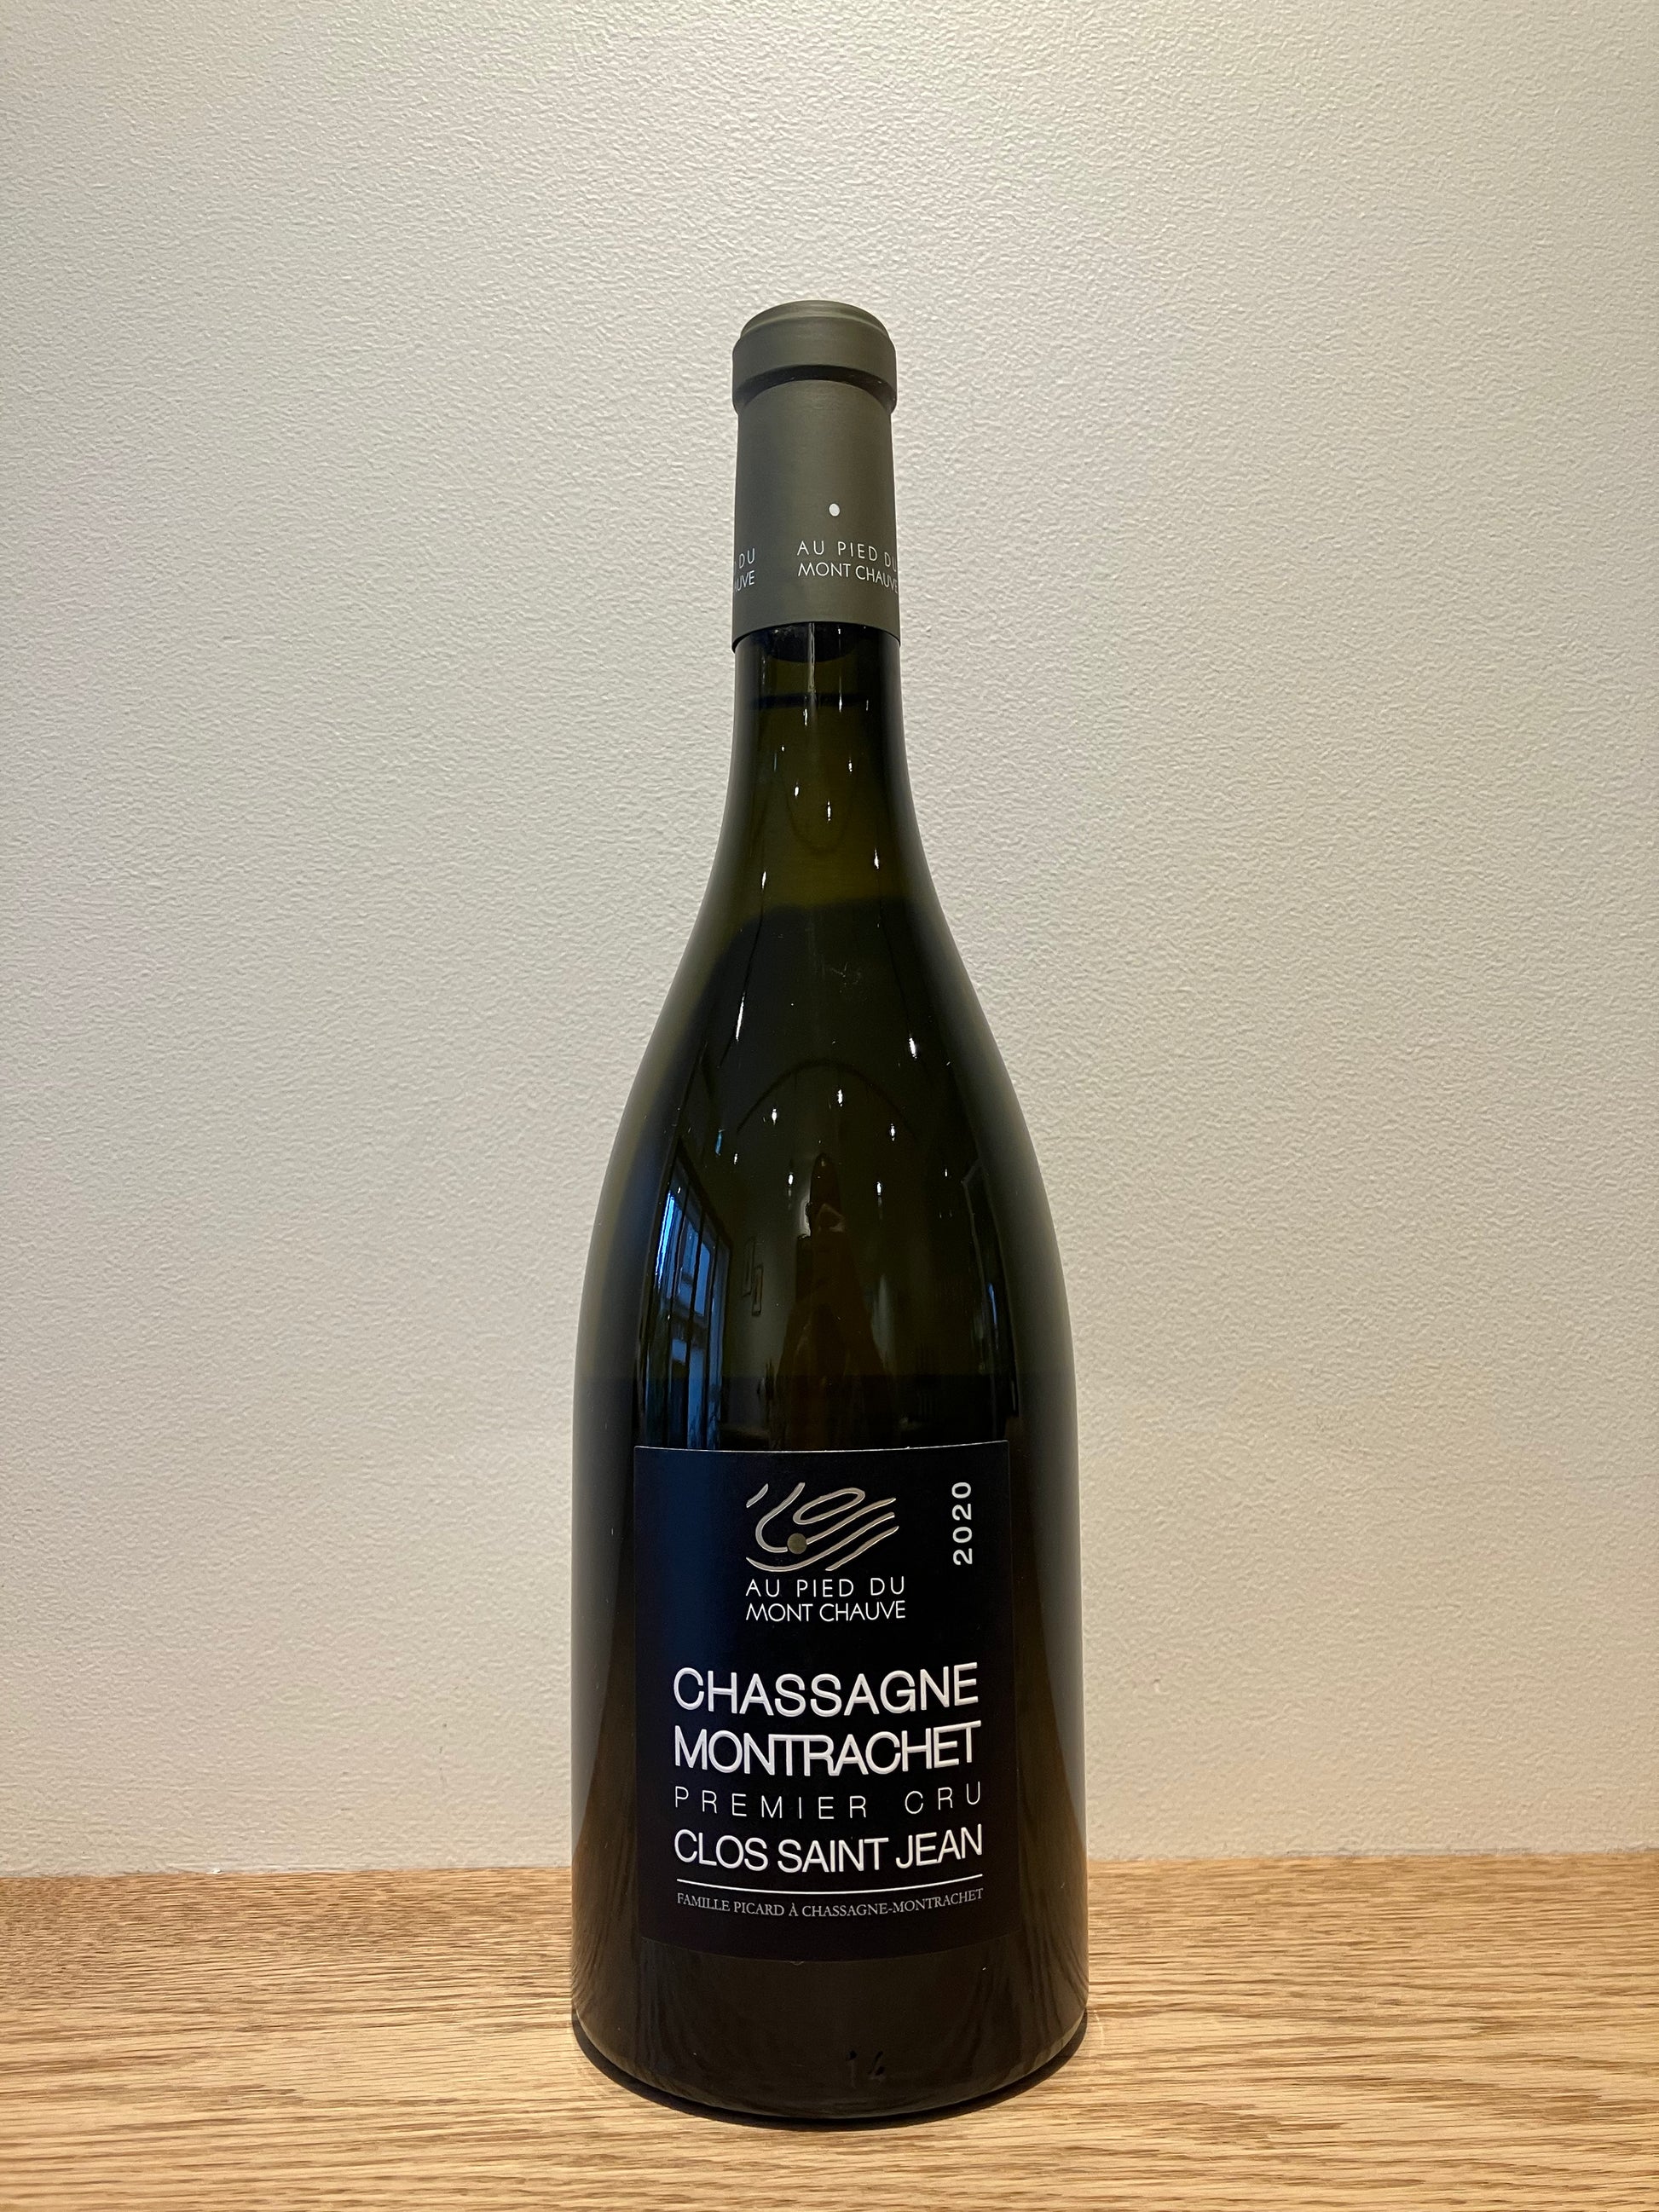 AU PIED DU
MONT CHAUVE
2020
AU PIED DU
MONT CHAUVE
CHASSAGNE
MONTRACHET
PREMIER CRU
CLOS SAINT JEAN
FAMILLE PICARD À CHASSAGNE-MONTRACHET